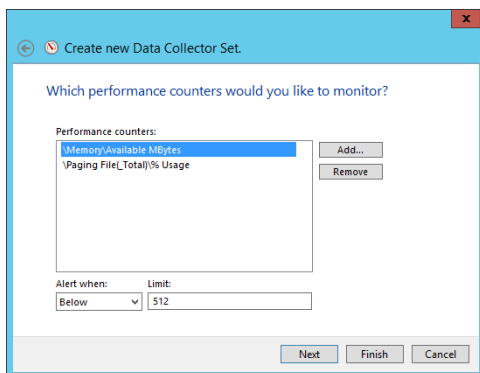 x
Create new Data Collector Set.
Which performance counters would you like to monitor?
Performance counters:
\Memory\Available MBytes
\Paging File(_Total)\% Usage
Add...
Remove
Alert when: Limit:
Below 512
Next Finish Cancel